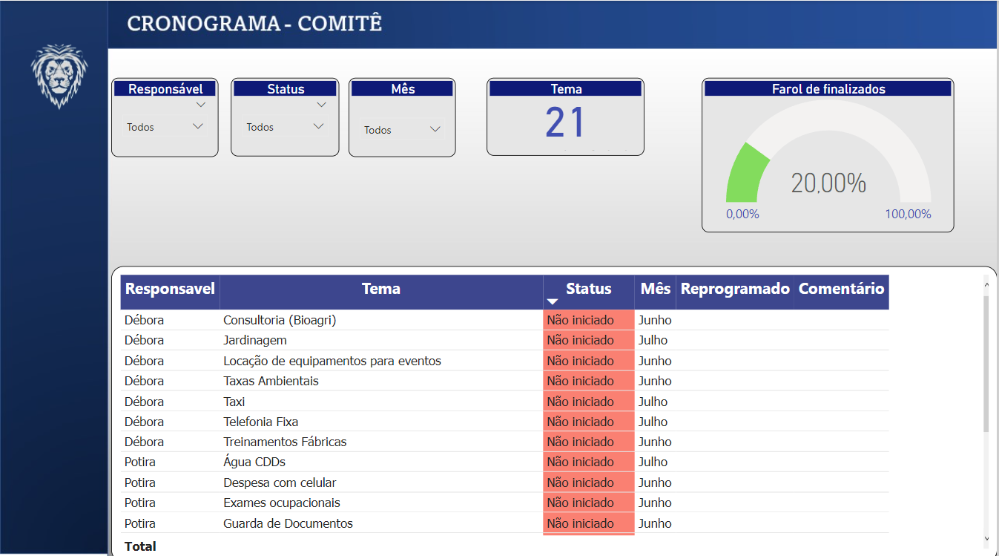 CRONOGRAMA - COMITÊ
Responsável
Todos
Status
Todos
Mês
Todos
Tema
21
Farol de finalizados
20,00%
0,00%
100,00%
Responsavel Tema Status Mês Reprogramado Comentário
Débora Consultoria (Bioagri) Não iniciado Junho
Débora Jardinagem Não iniciado Julho
Débora Locação de equipamentos para eventos Não iniciado Junho
Débora Taxas Ambientais Não iniciado Junho
Débora Taxi Não iniciado Julho
Débora Telefonia Fixa Não iniciado Julho
Débora Treinamentos Fábricas Não iniciado Junho
Potira Água CDDs Não iniciado Julho
Potira Despesa com celular Não iniciado Junho
Potira Exames ocupacionais Não iniciado Junho
Potira Guarda de Documentos Não iniciado Junho
Total